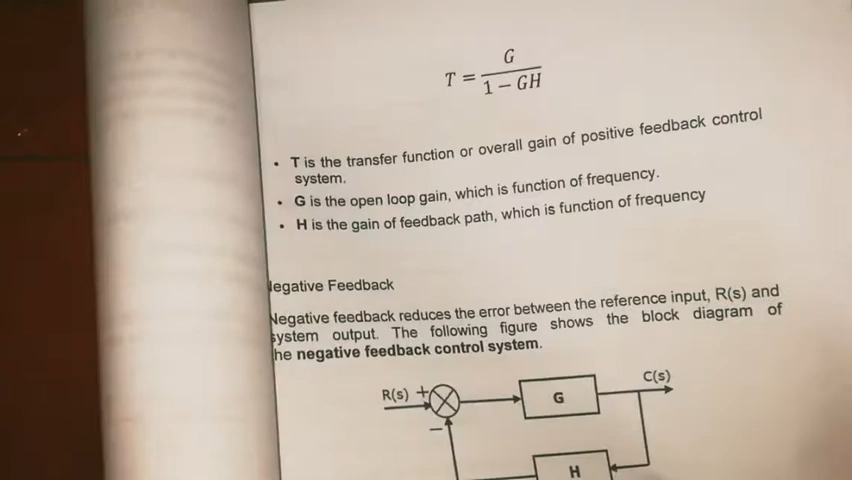 T = G / 1 − GH
• T is the transfer function or overall gain of positive feedback control
system.
• G is the open loop gain, which is function of frequency.
• H is the gain of feedback path, which is function of frequency
legative Feedback
Negative feedback reduces the error between the reference input, R(s) and
system output. The following figure shows the block diagram of
he negative feedback control system.
R(s) + G C(s)
−
H